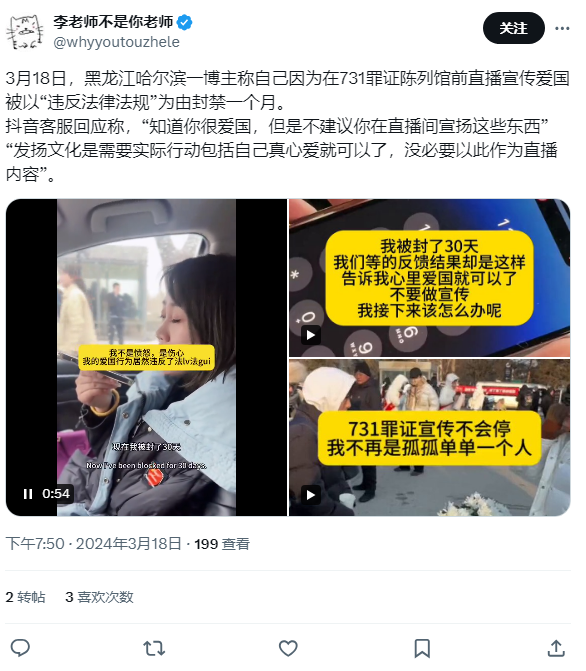 李老师不是你老师
@whyyoutouzhele
关注
3月18日，黑龙江哈尔滨一博主称自己因为在731罪证陈列馆前直播宣传爱国
被以“违反法律法规”为由封禁一个月。
抖音客服回应称，“知道你很爱国，但是不建议你在直播间宣场这些东西”
“发扬文化是需要实际行动包括自己真心爱就可以了，没必要以此作为直播
内容”。
我不是愤怒，是伤心
我的爱国行为居然违反了法lv法gui
现在我被封了30天
Now I've been blocked for 30 days.
0:54
我被封了30天
我们等的反馈结果却是这样
告诉我心里爱国就可以了
不要做宣传
我接下来该怎么办呢
731罪证宣传不会停
我不再是孤孤单单一个人
下午7:50 · 2024年3月18日 · 199 查看
2 转帖 3 喜欢次数